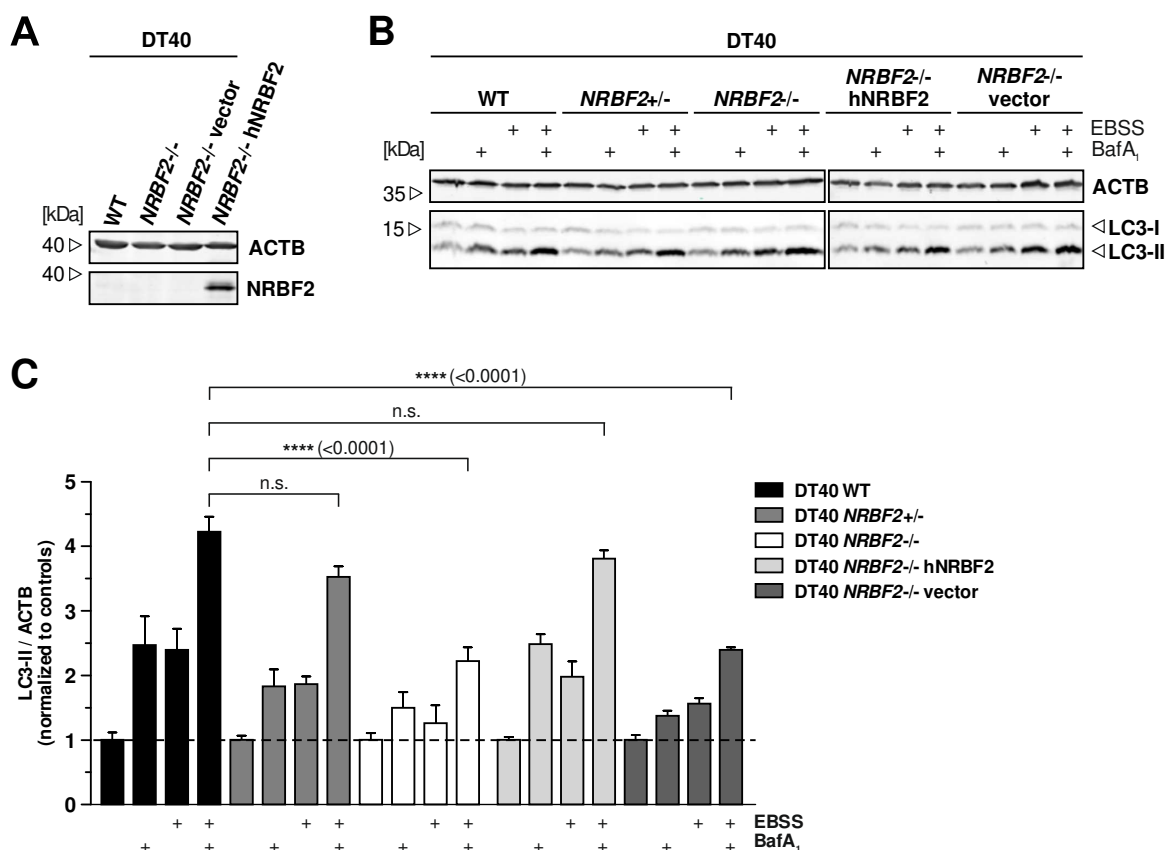 A
DT40
WT
NRBF2-/-
NRBF2-/- vector
NRBF2-/- hNRBF2
[kDa]
40 ▷ ACTB
40 ▷
NRBF2
B
DT40
WT NRBF2+/- NRBF2-/- NRBF2-/- hNRBF2 NRBF2-/- vector
+ + + + + + + + + + EBSS
[kDa] + + + + + + + + + + BafA₁
35 ▷ ACTB
15 ▷ ◁ LC3-I
◁ LC3-II
C
**** (<0.0001)
n.s.
**** (<0.0001)
n.s.
LC3-II / ACTB
(normalized to controls)
5
4
3
2
1
0
DT40 WT
DT40 NRBF2+/-
DT40 NRBF2-/-
DT40 NRBF2-/- hNRBF2
DT40 NRBF2-/- vector
+ + + + + + + + + + EBSS
+ + + + + + + + + + BafA₁